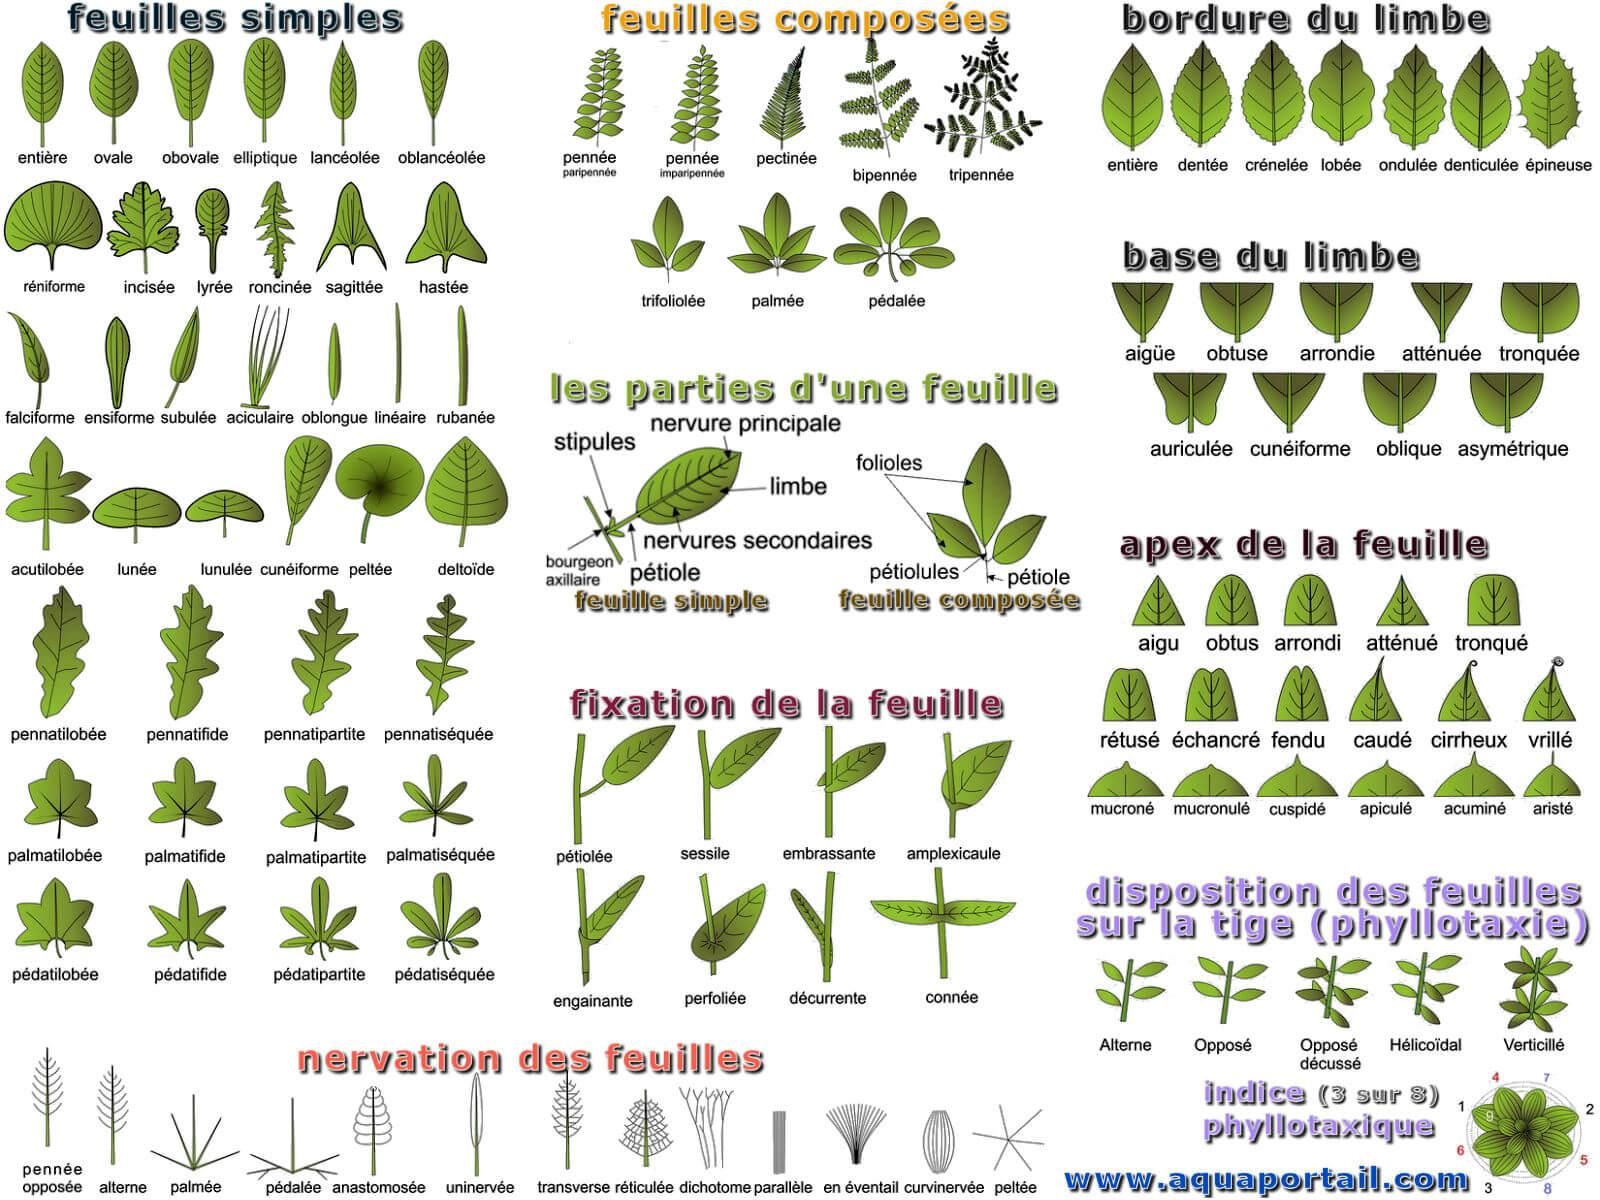 feuilles simples
entière ovale obovale elliptique lancéolée oblancéolée
réniforme incisée lyrée roncinée sagittée hastée
falciforme ensiforme subulée aciculaire oblongue linéaire rubanée
acutilobée lunée lunulée cunéiforme peltée deltoïde
pennatilobée pennatifide pennatipartite pennatiséquée
palmatilobée palmatifide palmatipartite palmatiséquée
pédatilobée pédatifide pédatipartite pédatiséquée
feuilles composées
pennée pennée pectinée
paripennée imparipennée bipennée tripennée
trifoliolée palmée pédalée
les parties d'une feuille
nervure principale
stipules
limbe
nervures secondaires
bourgeon
axillaire
pétiole
feuille simple
folioles
pétiolules
pétiole
feuille composée
fixation de la feuille
pétiolée sessile embrassante amplexicaule
engainante perfoliée décurrente connée
bordure du limbe
entière dentée crénelée lobée ondulée denticulée épineuse
base du limbe
aigüe obtuse arrondie atténuée tronquée
auriculée cunéiforme oblique asymétrique
apex de la feuille
aigu obtus arrondi atténué tronqué
rétusé échancré fendu caudé cirrheux vrillé
mucroné mucronulé cuspidé apiculé acuminé aristé
disposition des feuilles
sur la tige (phyllotaxie)
Alterne Opposé Opposé Hélicoïdal Verticillé
décussé
indice (3 sur 8)
phyllotaxique
4 7
1 9 2
6 5
3 8
nervation des feuilles
pennée
opposée alterne palmée pédalée anastomosée uninervée transverse réticulée dichotome parallèle en éventail curvinervée peltée
www.aquaportail.com